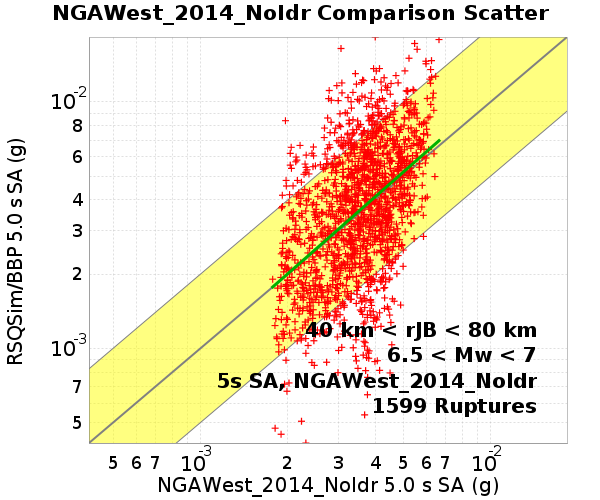 NGAWest_2014_NoIdr Comparison Scatter
RSQSim/BBP 5.0 s SA (g)
10-2
8
6
4
3
2
10-3
7
5
40 km < rJB < 80 km
6.5 < Mw < 7
5s SA, NGAWest_2014_NoIdr
1599 Ruptures
5 6 7 10-3 2 3 4 5 6 7 10-2
NGAWest_2014_NoIdr 5.0 s SA (g)